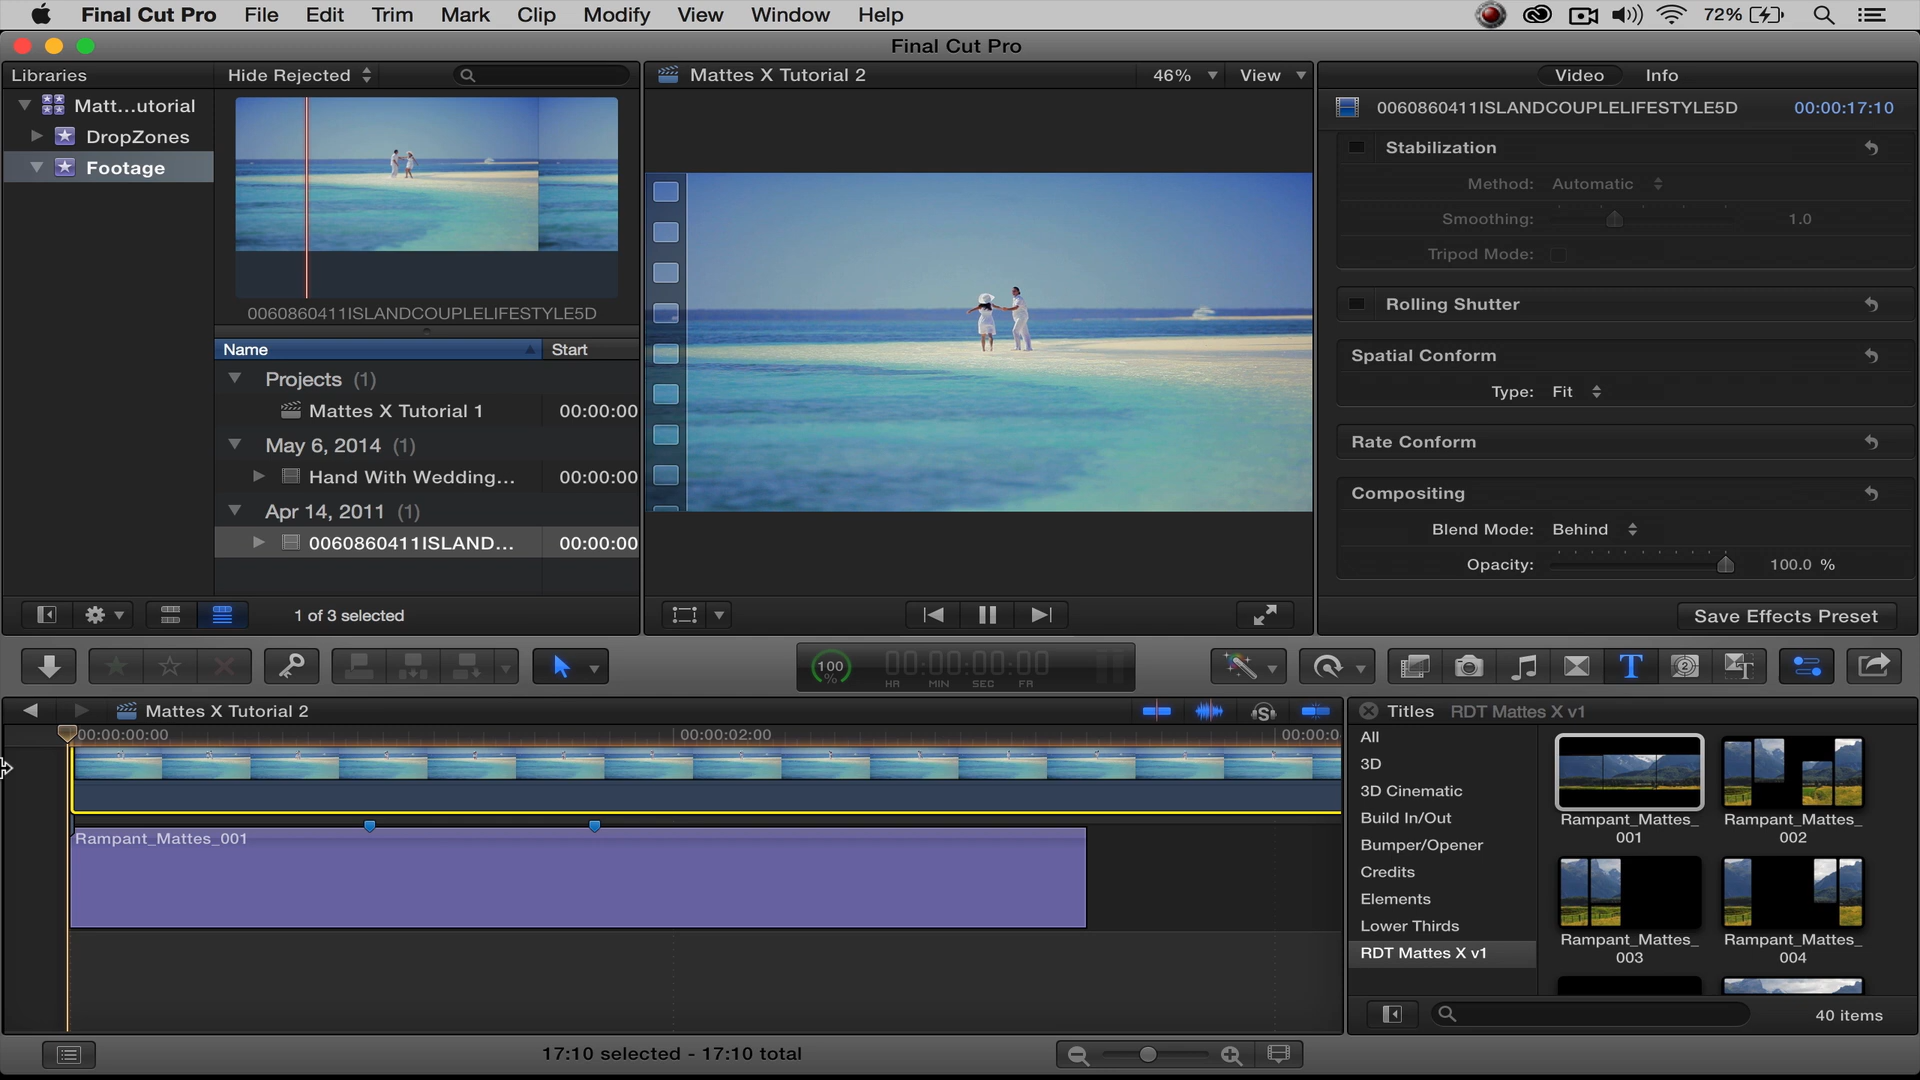 Final Cut Pro File Edit Trim Mark Clip Modify View Window Help 72%
Final Cut Pro
Libraries
Hide Rejected
Mattes X Tutorial 2
46%
View
Video
Info
Matt...utorial
DropZones
Footage
0060860411ISLANDCOUPLELIFESTYLE5D
Name
Start
Projects (1)
Mattes X Tutorial 1 00:00:00
May 6, 2014 (1)
Hand With Wedding... 00:00:00
Apr 14, 2011 (1)
0060860411ISLAND... 00:00:00
1 of 3 selected
0060860411ISLANDCOUPLELIFESTYLE5D 00:00:17:10
Stabilization
Method: Automatic
Smoothing: 1.0
Tripod Mode:
Rolling Shutter
Spatial Conform
Type: Fit
Rate Conform
Compositing
Blend Mode: Behind
Opacity: 100.0 %
Save Effects Preset
100
%
00:00:00:00
HR MIN SEC FR
T
2
T
Mattes X Tutorial 2
S
00:00:00:00
00:00:02:00
00:00:0
Rampant_Mattes_001
Titles RDT Mattes X v1
All
3D
3D Cinematic
Build In/Out
Bumper/Opener
Credits
Elements
Lower Thirds
RDT Mattes X v1
Rampant_Mattes_
001
Rampant_Mattes_
002
Rampant_Mattes_
003
Rampant_Mattes_
004
40 items
17:10 selected - 17:10 total